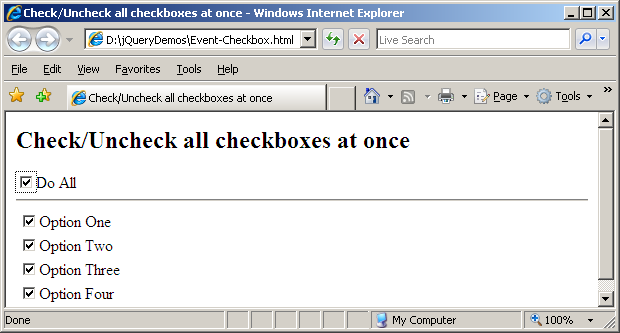 Check/Uncheck all checkboxes at once - Windows Internet Explorer
D:\jQueryDemos\Event-Checkbox.html
Live Search
File Edit View Favorites Tools Help
Check/Uncheck all checkboxes at once
Page Tools
Check/Uncheck all checkboxes at once
Do All
Option One
Option Two
Option Three
Option Four
Done My Computer 100%